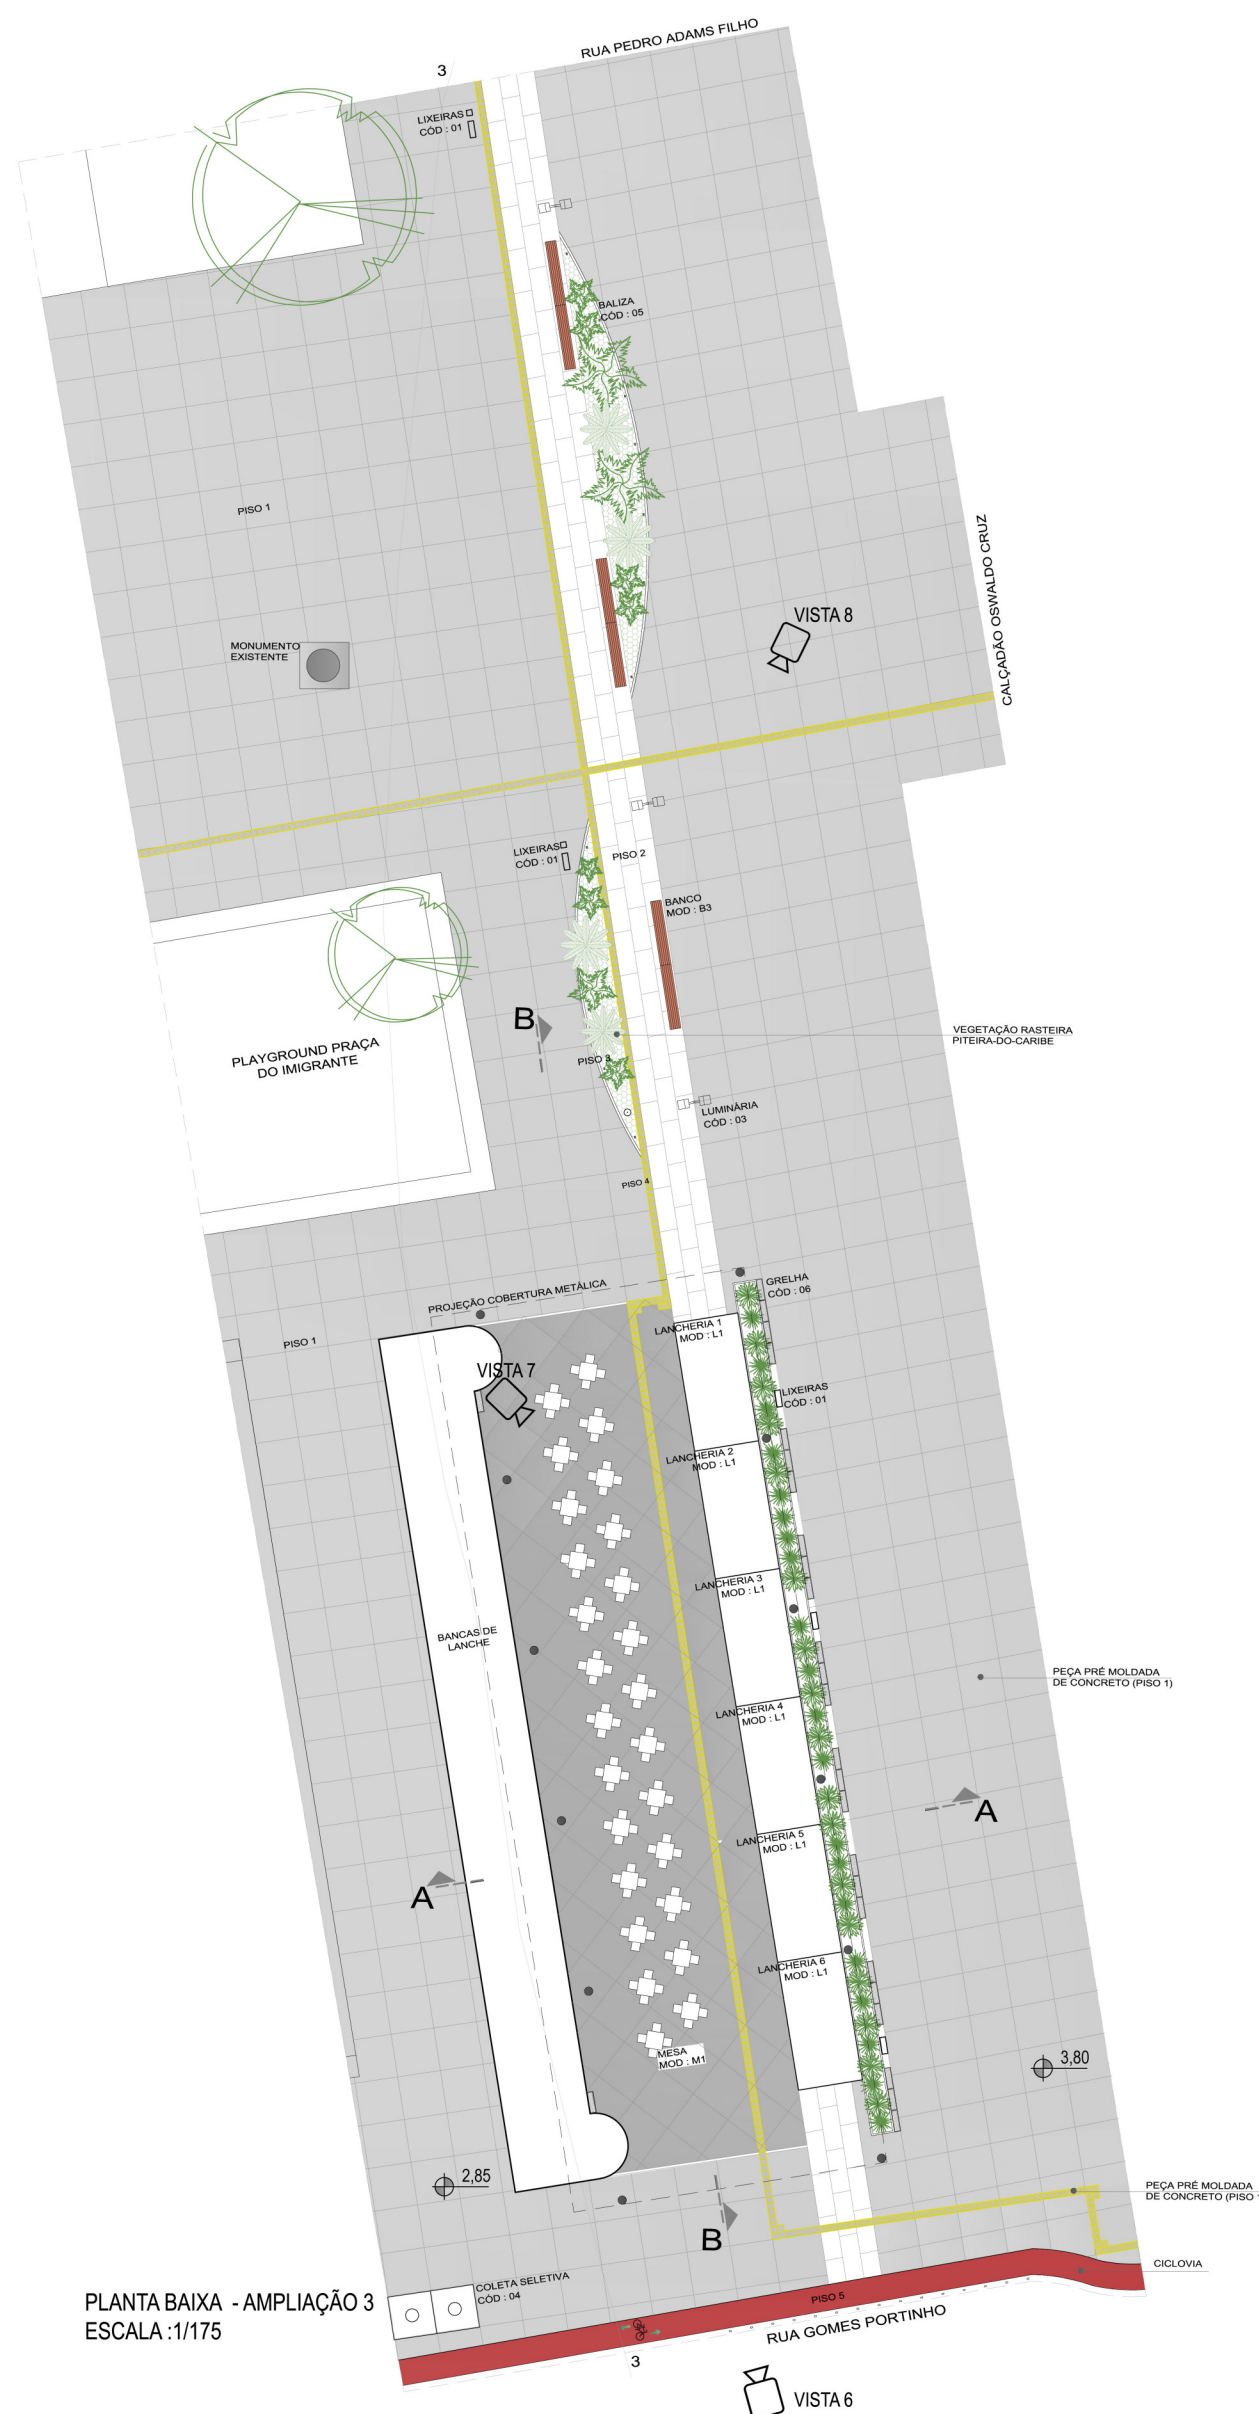 RUA PEDRO ADAMS FILHO
3
LIXEIRAS
CÓD : 01
BALIZA
CÓD : 05
PISO 1
CALÇADÃO OSWALDO CRUZ
VISTA 8
MONUMENTO
EXISTENTE
LIXEIRAS
CÓD : 01
PISO 2
BANCO
MOD : B3
B
VEGETAÇÃO RASTEIRA
PITEIRA-DO-CARIBE
PLAYGROUND PRAÇA
DO IMIGRANTE
PISO 3
LUMINÁRIA
CÓD : 03
PISO 4
PROJEÇÃO COBERTURA METÁLICA
GRELHA
CÓD : 06
LANCHERIA 1
MOD : L1
PISO 1
VISTA 7
LIXEIRAS
CÓD : 01
LANCHERIA 2
MOD : L1
LANCHERIA 3
MOD : L1
BANCAS DE
LANCHE
PEÇA PRÉ MOLDADA
DE CONCRETO (PISO 1)
LANCHERIA 4
MOD : L1
A
LANCHERIA 5
MOD : L1
A
LANCHERIA 6
MOD : L1
MESA
MOD : M1
3,80
2,85
PEÇA PRÉ MOLDADA
DE CONCRETO (PISO
B
CICLOVIA
COLETA SELETIVA
CÓD : 04
PISO 5
PLANTA BAIXA - AMPLIAÇÃO 3
ESCALA :1/175
RUA GOMES PORTINHO
3
VISTA 6